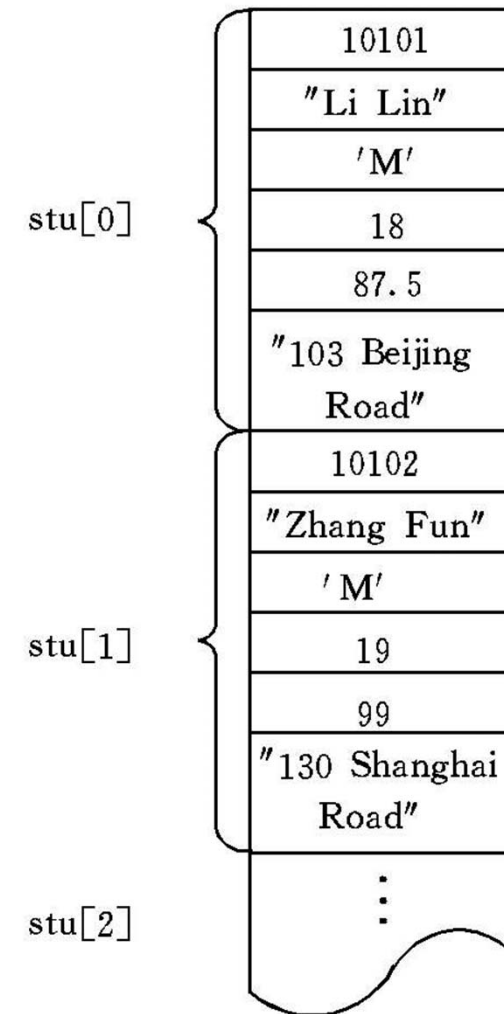 10101
"Li Lin"
'M'
stu[0]
18
87.5
"103 Beijing
Road"
10102
"Zhang Fun"
'M'
stu[1]
19
99
"130 Shanghai
Road"
⋮
stu[2]